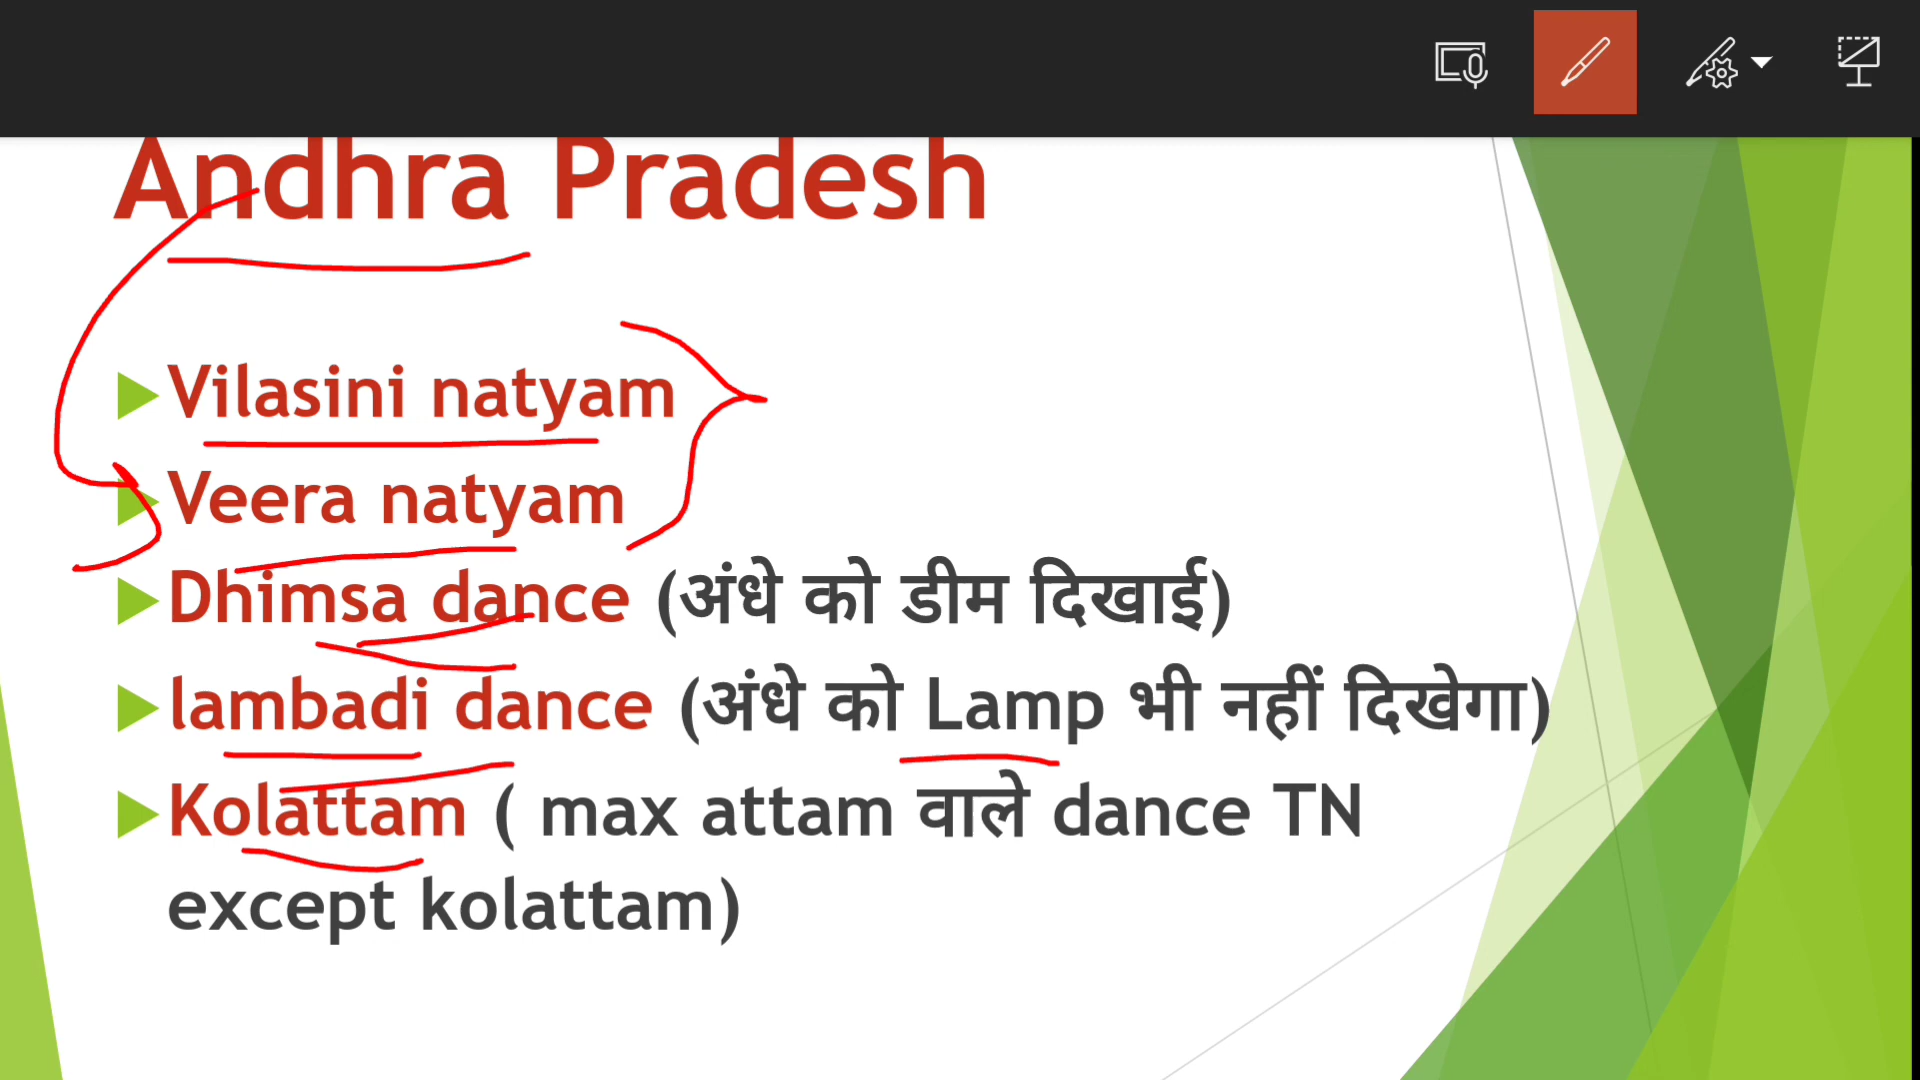 Andhra Pradesh
Vilasini natyam
Veera natyam
Dhimsa dance (अंधे को डीम दिखाई)
lambadi dance (अंधे को Lamp भी नहीं दिखेगा)
Kolattam ( max attam वाले dance TN
except kolattam)